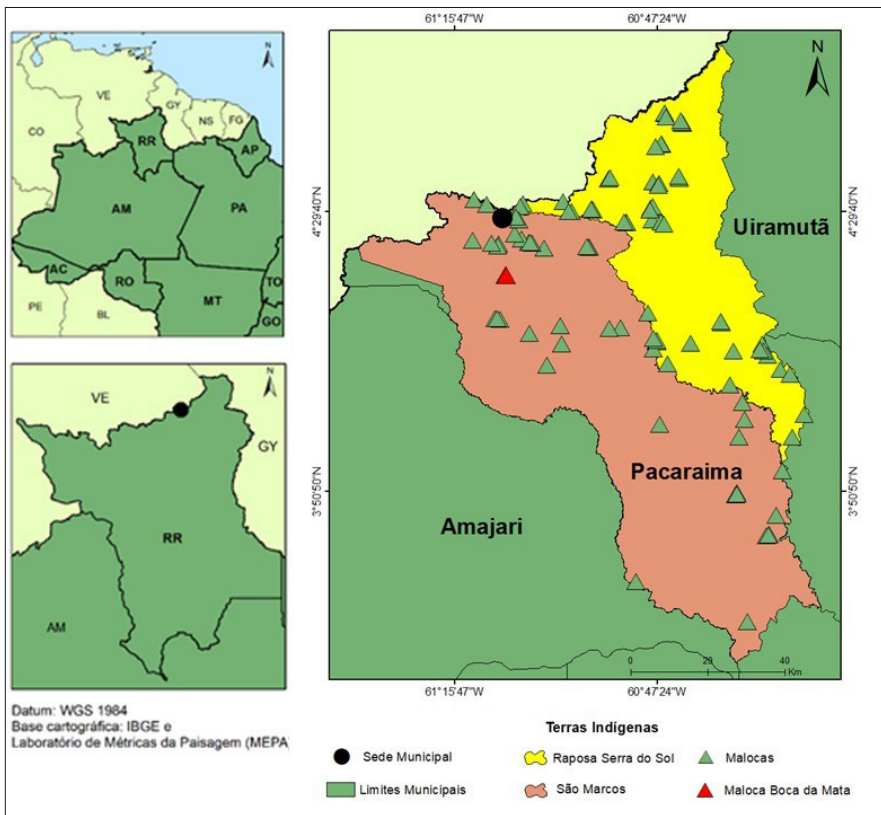 N
VE
GY
NS
FG
CO
RR
AP
AM
PA
AC
RO
TO
PE
BL
MT
GO
N
VE
GY
RR
AM
Datum: WGS 1984
Base cartográfica: IBGE e
Laboratório de Métricas da Paisagem (MEPA
61°15'47"W 60°47'24"W
N
4°29'40"N 4°29'40"N
Uiramutã
Pacaraima
3°50'50"N 3°50'50"N
Amajari
0 20 40
Km
61°15'47"W 60°47'24"W
Terras Indígenas
Sede Municipal Raposa Serra do Sol Malocas
Limites Municipais São Marcos Maloca Boca da Mata